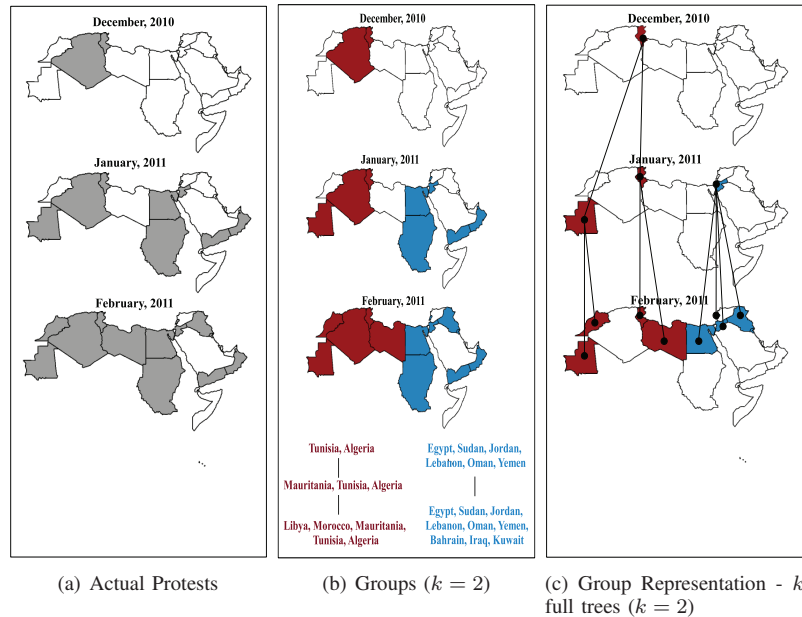 December, 2010
January, 2011
February, 2011
(a) Actual Protests
December, 2010
January, 2011
February, 2011
Tunisia, Algeria
Mauritania, Tunisia, Algeria
Libya, Morocco, Mauritania,
Tunisia, Algeria
Egypt, Sudan, Jordan,
Lebanon, Oman, Yemen
Egypt, Sudan, Jordan,
Lebanon, Oman, Yemen,
Bahrain, Iraq, Kuwait
(b) Groups (k = 2)
December, 2010
January, 2011
February, 2011
(c) Group Representation - k
full trees (k = 2)